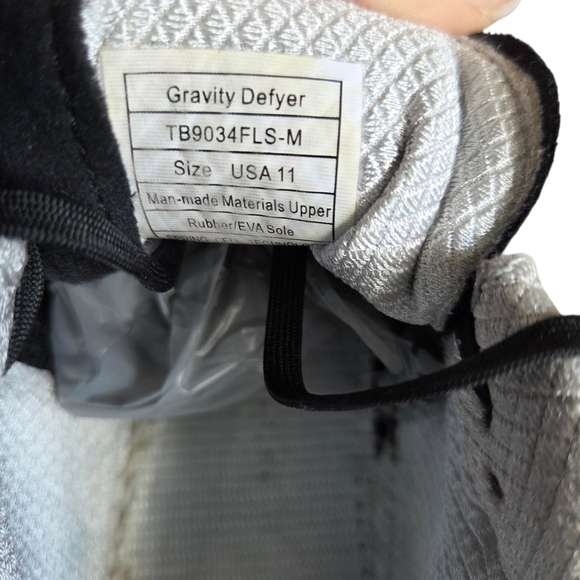 Gravity Defyer
TB9034FLS-M
Size USA 11
Man-made Materials Upper
Rubber/EVA Sole